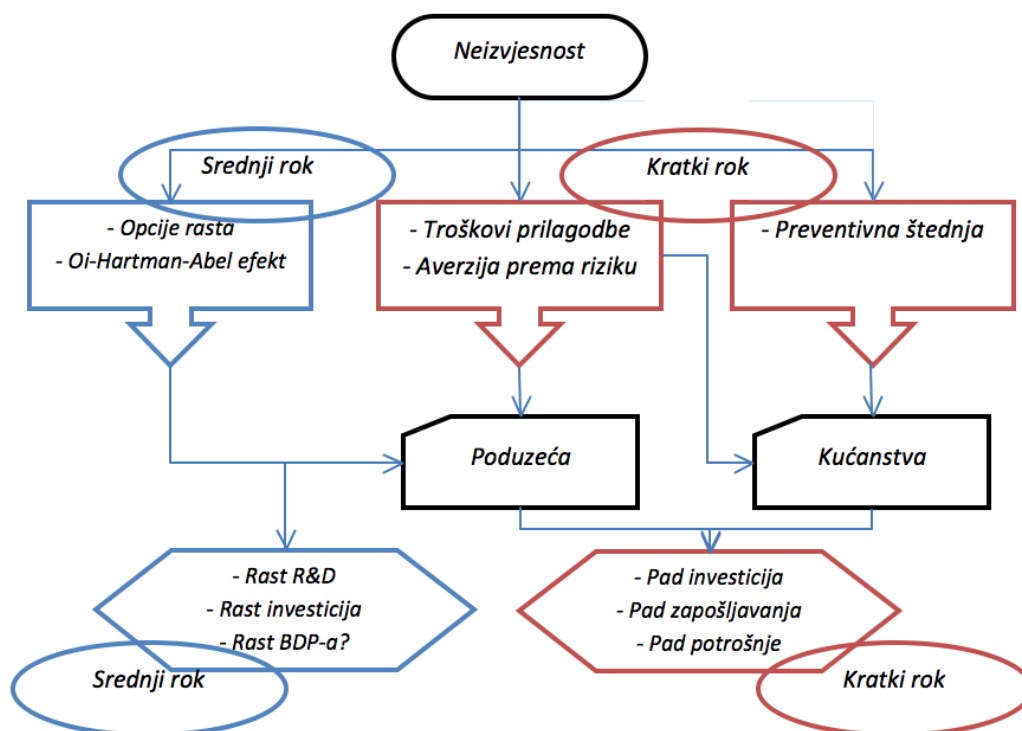 Neizvjesnost
Srednji rok
Kratki rok
- Opcije rasta
- Oi-Hartman-Abel efekt
- Troškovi prilagodbe
- Averzija prema riziku
- Preventivna štednja
Poduzeća
Kućanstva
- Rast R&D
- Rast investicija
- Rast BDP-a?
- Pad investicija
- Pad zapošljavanja
- Pad potrošnje
Srednji rok
Kratki rok